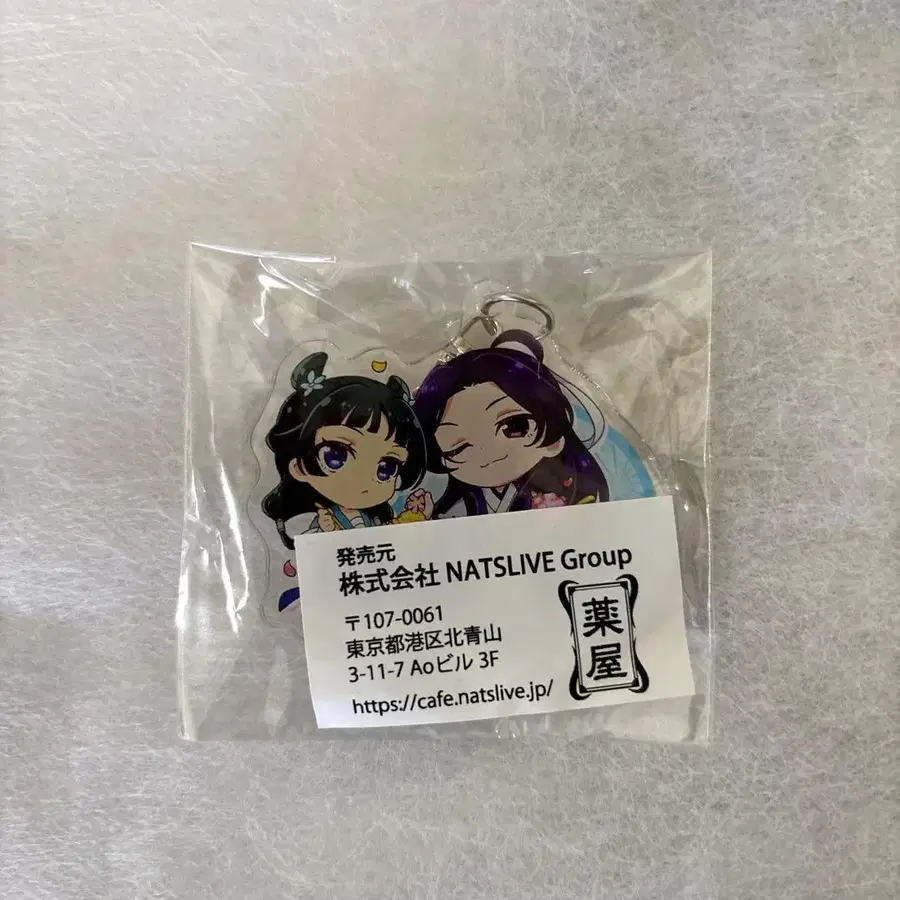 発売元
株式会社 NATSLIVE Group
〒107-0061
東京都港区北青山
3-11-7 Aoビル 3F
https://cafe.natslive.jp/
薬屋